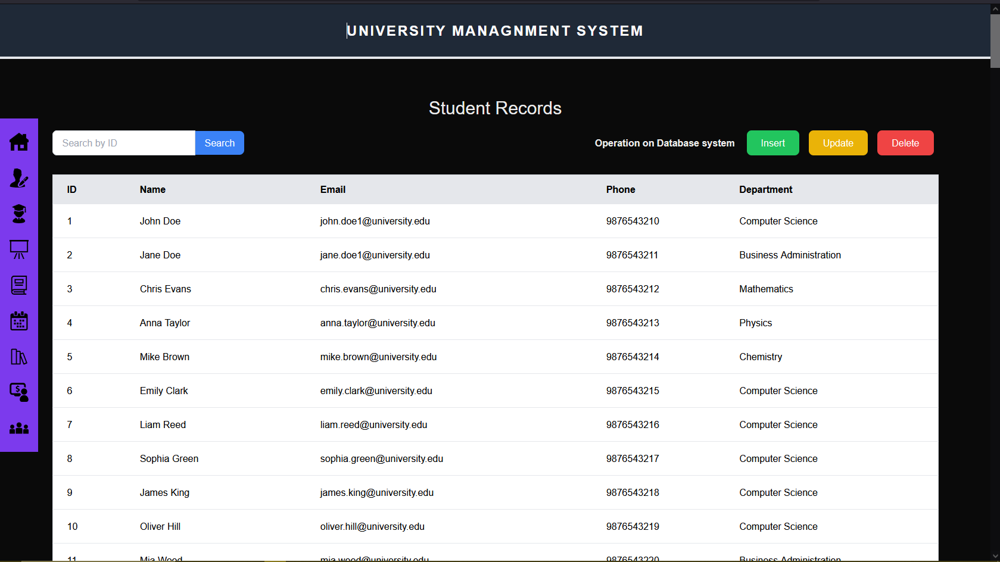 UNIVERSITY MANAGNMENT SYSTEM
Student Records
Search by ID Search Operation on Database system Insert Update Delete
ID Name Email Phone Department
1 John Doe john.doe1@university.edu 9876543210 Computer Science
2 Jane Doe jane.doe1@university.edu 9876543211 Business Administration
3 Chris Evans chris.evans@university.edu 9876543212 Mathematics
4 Anna Taylor anna.taylor@university.edu 9876543213 Physics
5 Mike Brown mike.brown@university.edu 9876543214 Chemistry
6 Emily Clark emily.clark@university.edu 9876543215 Computer Science
7 Liam Reed liam.reed@university.edu 9876543216 Computer Science
8 Sophia Green sophia.green@university.edu 9876543217 Computer Science
9 James King james.king@university.edu 9876543218 Computer Science
10 Oliver Hill oliver.hill@university.edu 9876543219 Computer Science
11 Mia Wood mia.wood@university.edu 9876543220 Business Administration